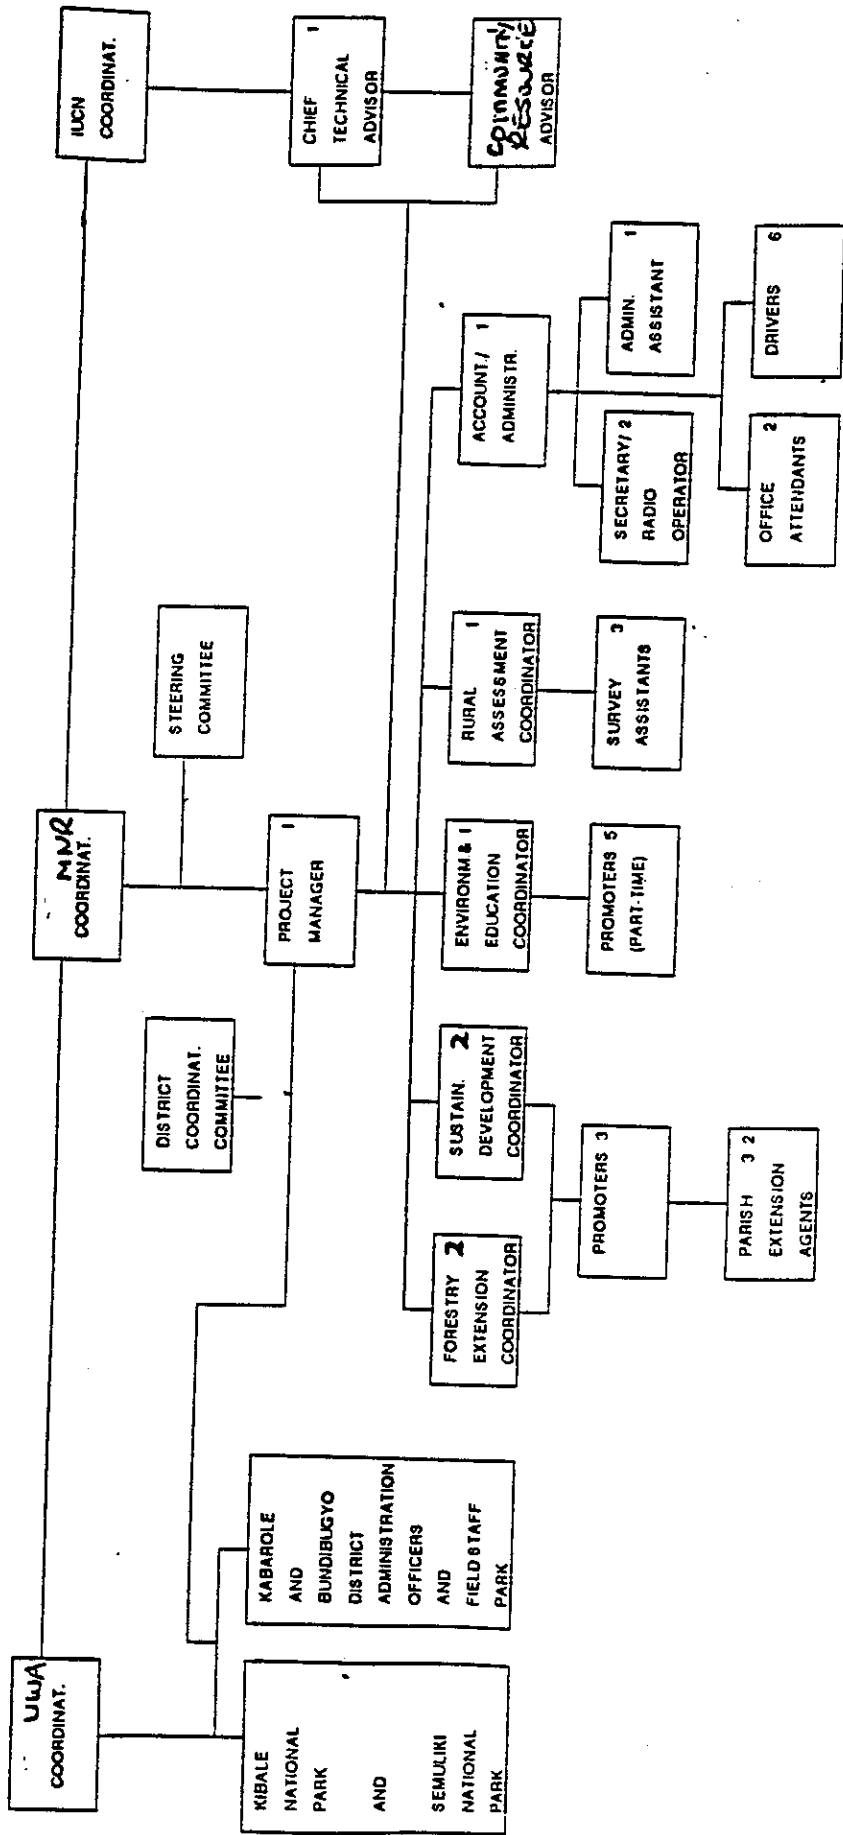 UWA
COORDINAT.
MNR
COORDINAT.
IUCN
COORDINAT.
STEERING
COMMITTEE
DISTRICT
COORDINAT.
COMMITTEE
PROJECT 1
MANAGER
CHIEF 1
TECHNICAL
ADVISOR
COMMUNITY
RESOURCE
ADVISOR
KIBALE
NATIONAL
PARK
AND
SEMULIKI
NATIONAL
PARK
KABAROLE
AND
BUNDIBUGYO
DISTRICT
ADMINISTRATION
OFFICERS
AND
FIELD STAFF
PARK
FORESTRY 2
EXTENSION
COORDINATOR
SUSTAIN. 2
DEVELOPMENT
COORDINATOR
ENVIRONM.& 1
EDUCATION
COORDINATOR
RURAL 1
ASSESSMENT
COORDINATOR
ACCOUNT./ 1
ADMINISTR.
PROMOTERS 3
PARISH 3 2
EXTENSION
AGENTS
PROMOTERS 5
(PART-TIME)
SURVEY 3
ASSISTANTS
SECRETARY/ 2
RADIO
OPERATOR
ADMIN. 1
ASSISTANT
OFFICE 2
ATTENDANTS
DRIVERS 6